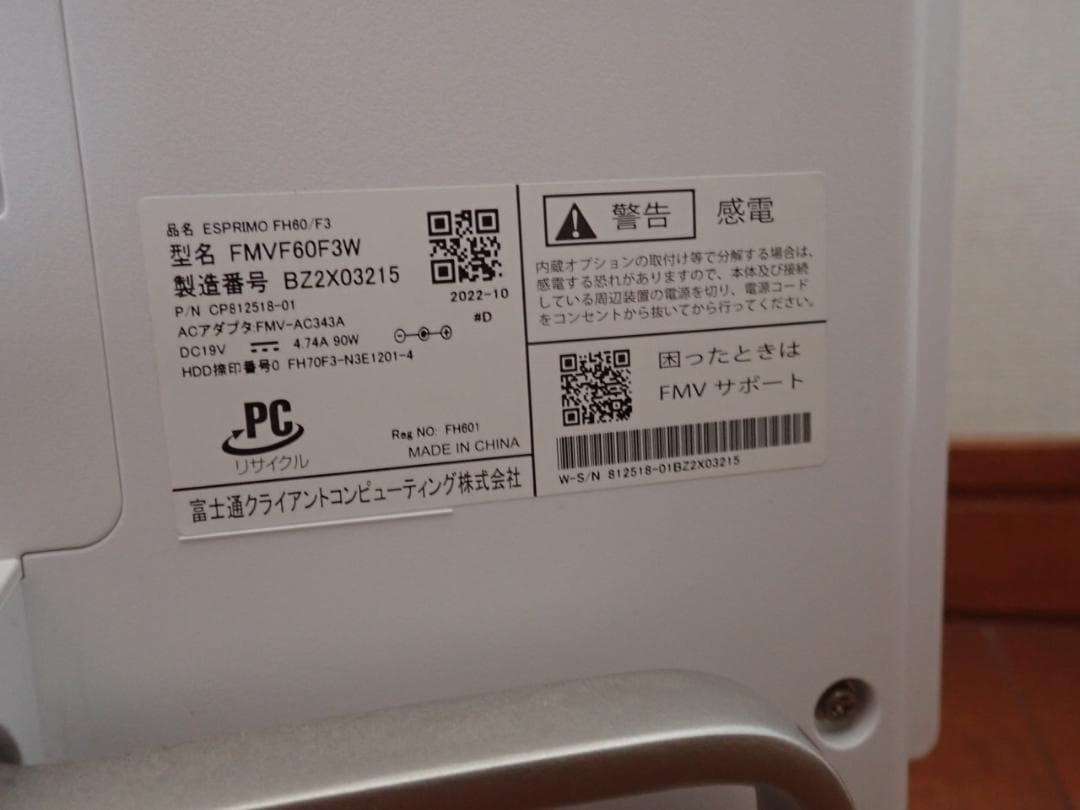 品名 ESPRIMO FH60/F3
型名 FMVF60F3W
製造番号 BZ2X03215
P/N CP812518-01
2022-10
ACアダプタ:FMV-AC343A
#D
DC19V 4.74A 90W
HDD捺印番号0 FH70F3-N3E1201-4
PC
リサイクル
Reg NO: FH601
MADE IN CHINA
富士通クライアントコンピューティング株式会社
警告 感電
内蔵オプションの取付け等で分解する場合は、
感電する恐れがありますので、本体及び接続
している周辺装置の電源を切り、電源コード
をコンセントから抜いてから行ってください。
困ったときは
FMV サポート
W-S/N 812518-01BZ2X03215